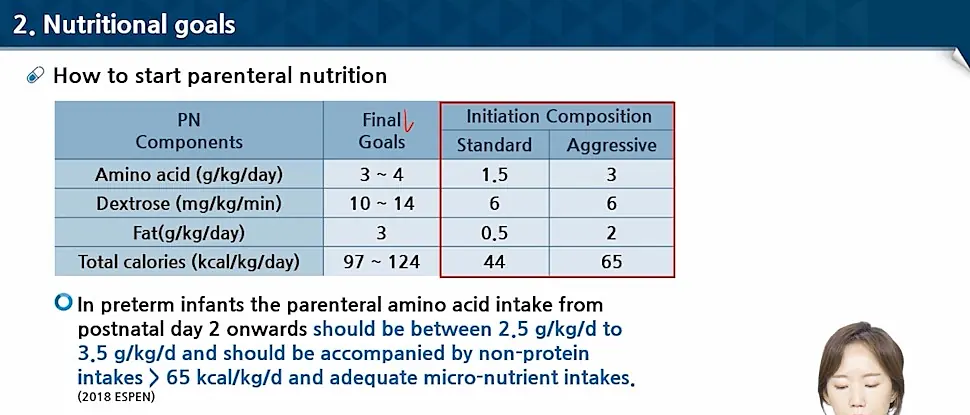 2. Nutritional goals
How to start parenteral nutrition
PN Components Final Goals Initiation Composition
Standard Aggressive
Amino acid (g/kg/day) 3 ~ 4 1.5 3
Dextrose (mg/kg/min) 10 ~ 14 6 6
Fat(g/kg/day) 3 0.5 2
Total calories (kcal/kg/day) 97 ~ 124 44 65
In preterm infants the parenteral amino acid intake from
postnatal day 2 onwards should be between 2.5 g/kg/d to
3.5 g/kg/d and should be accompanied by non-protein
intakes > 65 kcal/kg/d and adequate micro-nutrient intakes.
(2018 ESPEN)